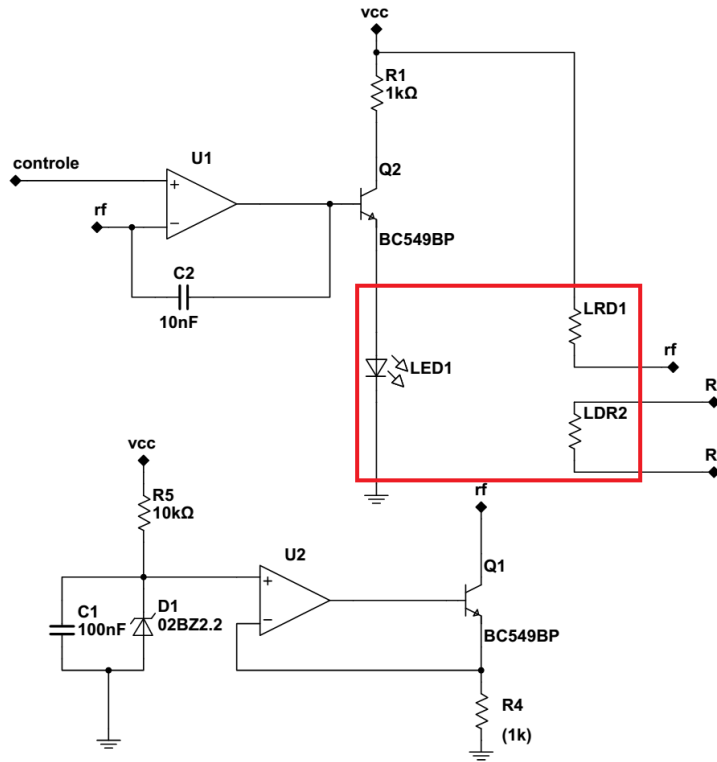 vcc
R1
1kΩ
U1
controle
Q2
rf
BC549BP
C2
10nF
LRD1
rf
LED1
R
LDR2
R
vcc
rf
R5
10kΩ
U2
Q1
C1
100nF
D1
02BZ2.2
BC549BP
R4
(1k)